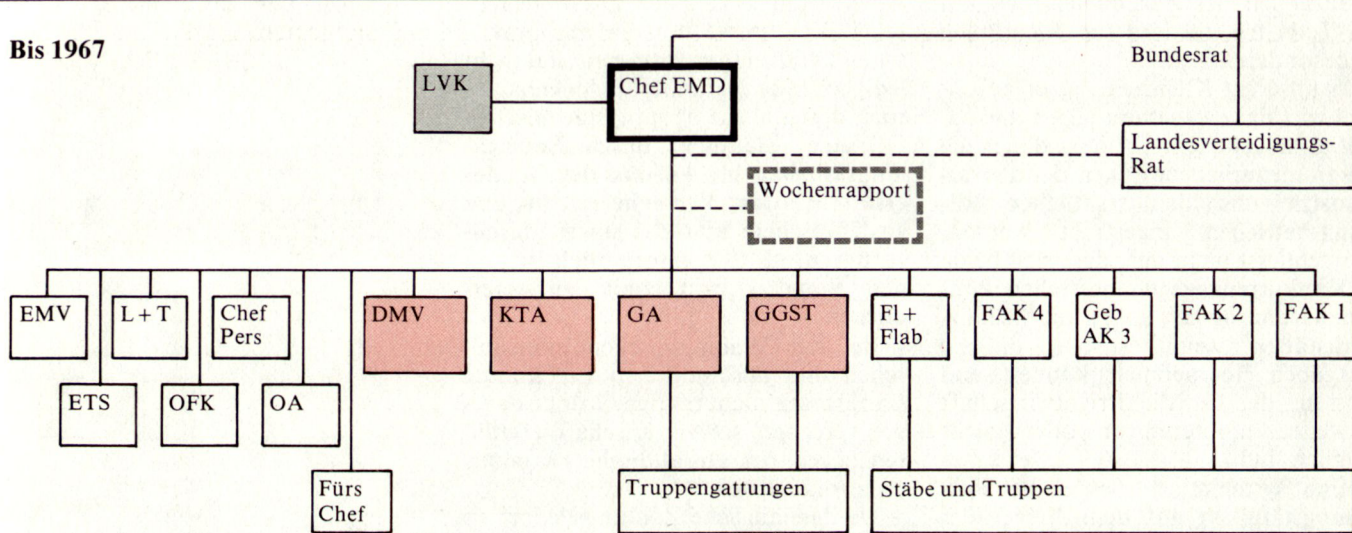 Bis 1967
Bundesrat
LVK
Chef EMD
Landesverteidigungs-
Rat
Wochenrapport
EMV
L + T
Chef
Pers
DMV
KTA
GA
GGST
Fl +
Flab
FAK 4
Geb
AK 3
FAK 2
FAK 1
ETS
OFK
OA
Fürs
Chef
Truppengattungen
Stäbe und Truppen